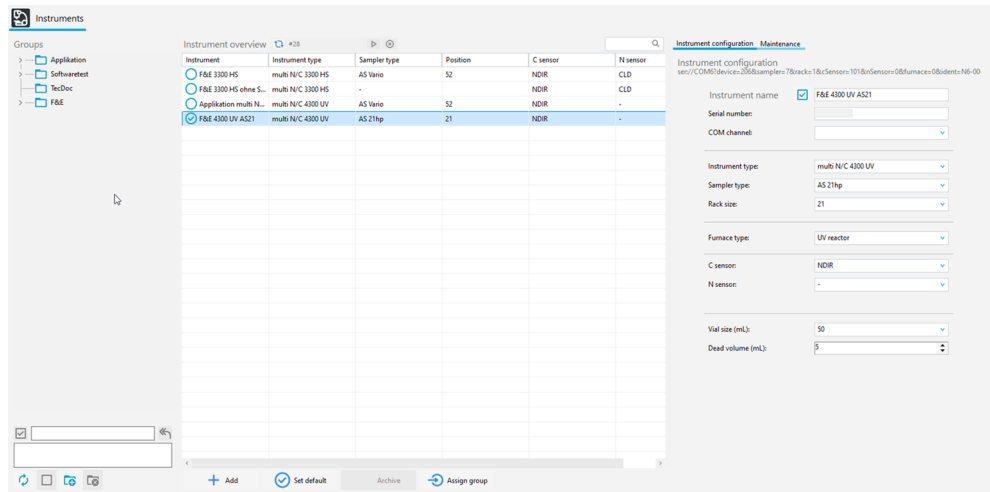 Instruments
Groups
Applikation
Softwaretest
TecDoc
F&E
Instrument overview #28
Instrument Instrument type Sampler type Position C sensor N sensor
F&E 3300 HS multi N/C 3300 HS AS Vario 52 NDIR CLD
F&E 3300 HS ohne S... multi N/C 3300 HS - NDIR CLD
Applikation multi N... multi N/C 4300 UV AS Vario 52 NDIR -
F&E 4300 UV AS21 multi N/C 4300 UV AS 21hp 21 NDIR -
Add Set default Archive Assign group
Instrument configuration Maintenance
Instrument configuration
ser://COM6?device=206&sampler=7&rack=1&cSensor=101&nSensor=0&furnace=0&ident=N6-00
Instrument name F&E 4300 UV AS21
Serial number:
COM channel:
Instrument type: multi N/C 4300 UV
Sampler type: AS 21hp
Rack size: 21
Furnace type: UV reactor
C sensor: NDIR
N sensor: -
Vial size (mL): 50
Dead volume (mL): 5